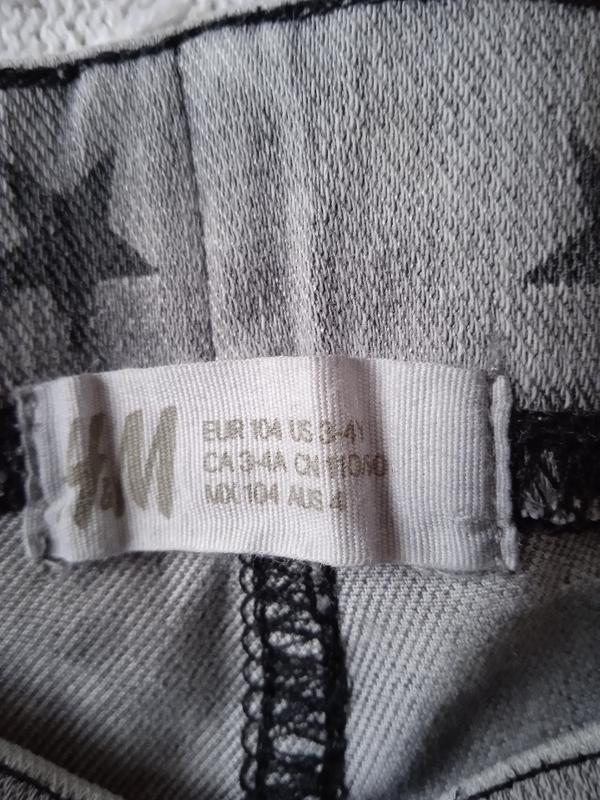 H&M
EUR 104 US 3-4Y
CA 3-4A CN 110/50
MX 104 AUS 4